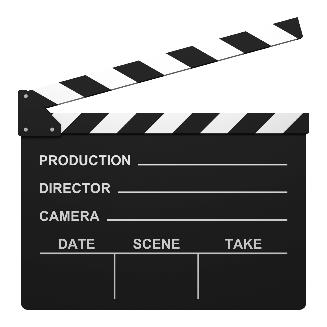 PRODUCTION
DIRECTOR
CAMERA
DATE SCENE TAKE